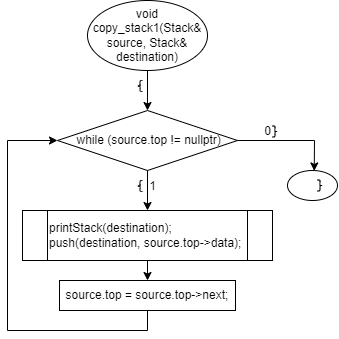 void
copy_stack1(Stack&
source, Stack&
destination)
{
while (source.top != nullptr)
0}
{ 1
}
printStack(destination);
push(destination, source.top->data);
source.top = source.top->next;